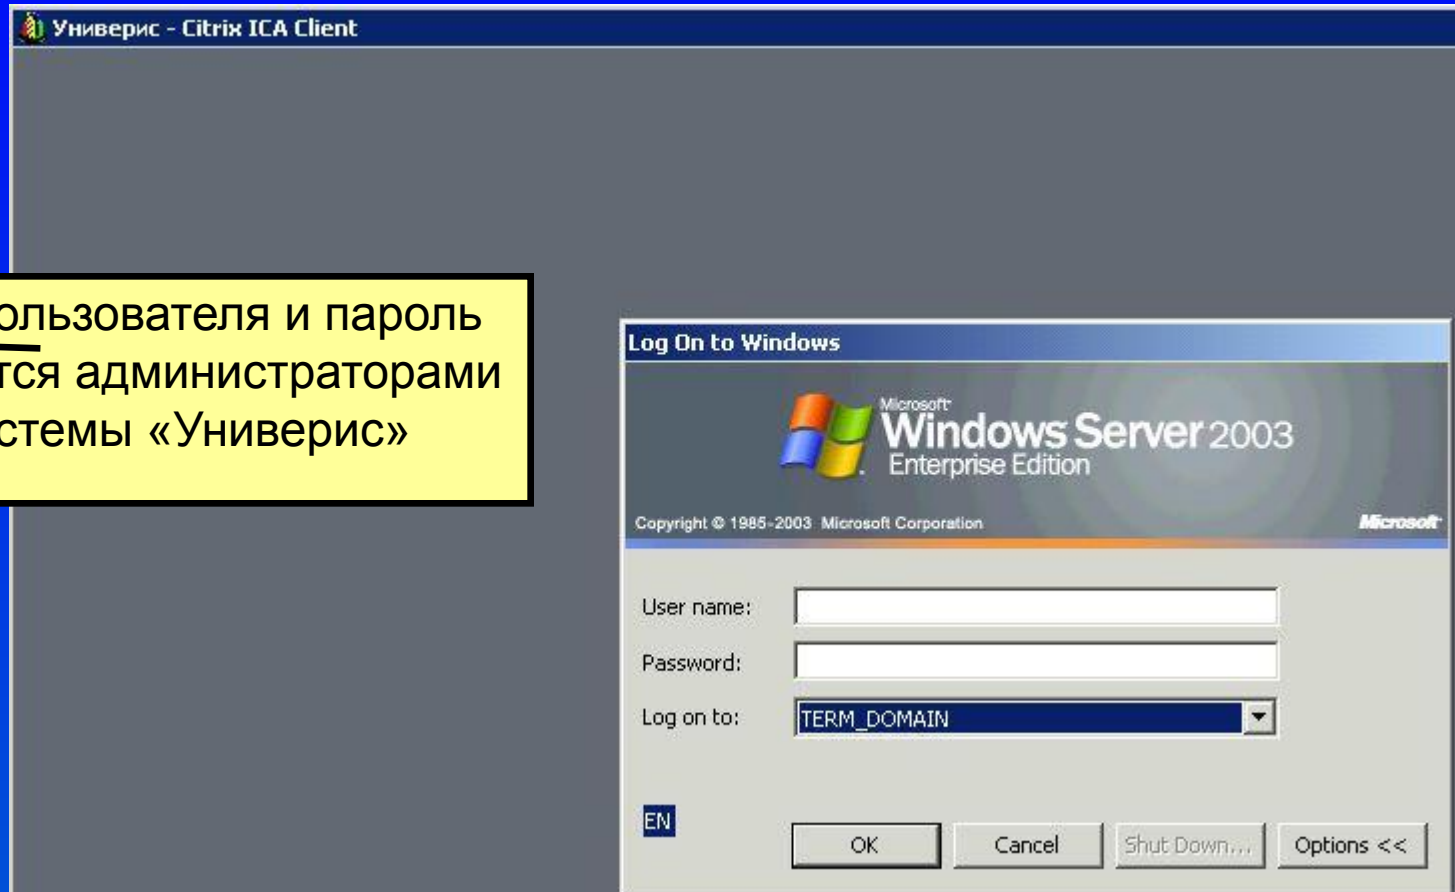 Универис - Citrix ICA Client
ользователя и пароль
тся администраторами
стемы «Универис»
Log On to Windows
Microsoft
Windows Server 2003
Enterprise Edition
Copyright © 1985-2003 Microsoft Corporation
Microsoft
User name:
Password:
Log on to:
TERM_DOMAIN
EN
OK
Cancel
Shut Down...
Options <<